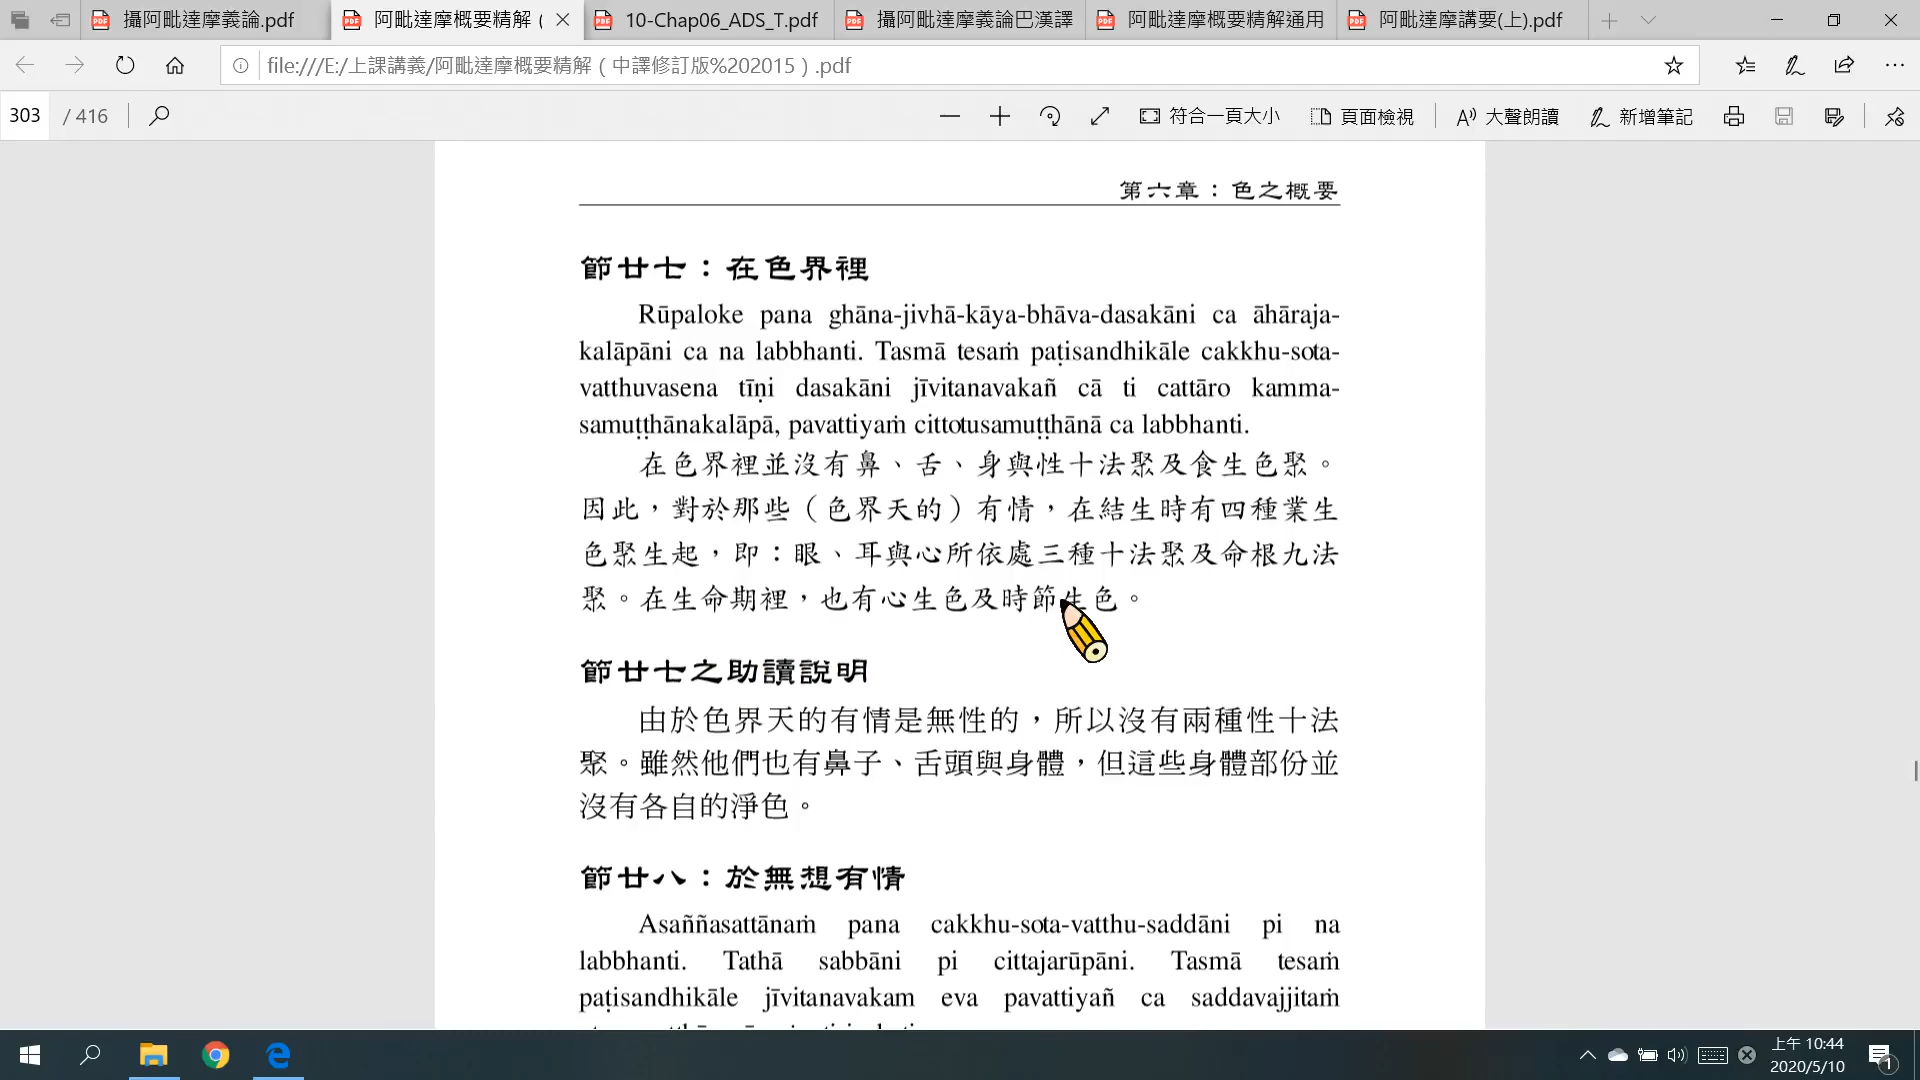 攝阿毗達摩義論.pdf
阿毗達摩概要精解 (
10-Chap06_ADS_T.pdf
攝阿毗達摩義論巴漢譯
阿毗達摩概要精解通用
阿毗達摩講要(上).pdf
file:///E:/上課講義/阿毗達摩概要精解（中譯修訂版%202015）.pdf
303 / 416
符合一頁大小
頁面檢視
大聲朗讀
新增筆記
第六章：色之概要
節廿七：在色界裡
Rūpaloke pana ghāna-jivhā-kāya-bhāva-dasakāni ca āhāraja-
kalāpāni ca na labbhanti. Tasmā tesaṁ paṭisandhikāle cakkhu-sota-
vatthuvasena tīṇi dasakāni jīvitanavakañ cā ti cattāro kamma-
samuṭṭhānakalāpā, pavattiyaṁ cittotusamuṭṭhānā ca labbhanti.
在色界裡並沒有鼻、舌、身與性十法聚及食生色聚。
因此，對於那些（色界天的）有情，在結生時有四種業生
色聚生起，即：眼、耳與心所依處三種十法聚及命根九法
聚。在生命期裡，也有心生色及時節生色。
節廿七之助讀說明
由於色界天的有情是無性的，所以沒有兩種性十法
聚。雖然他們也有鼻子、舌頭與身體，但這些身體部份並
沒有各自的淨色。
節廿八：於無想有情
Asaññasattānaṁ pana cakkhu-sota-vatthu-saddāni pi na
labbhanti. Tathā sabbāni pi cittajarūpāni. Tasmā tesaṁ
paṭisandhikāle jīvitanavakam eva pavattiyañ ca saddavajjitaṁ
上午 10:44
2020/5/10
1